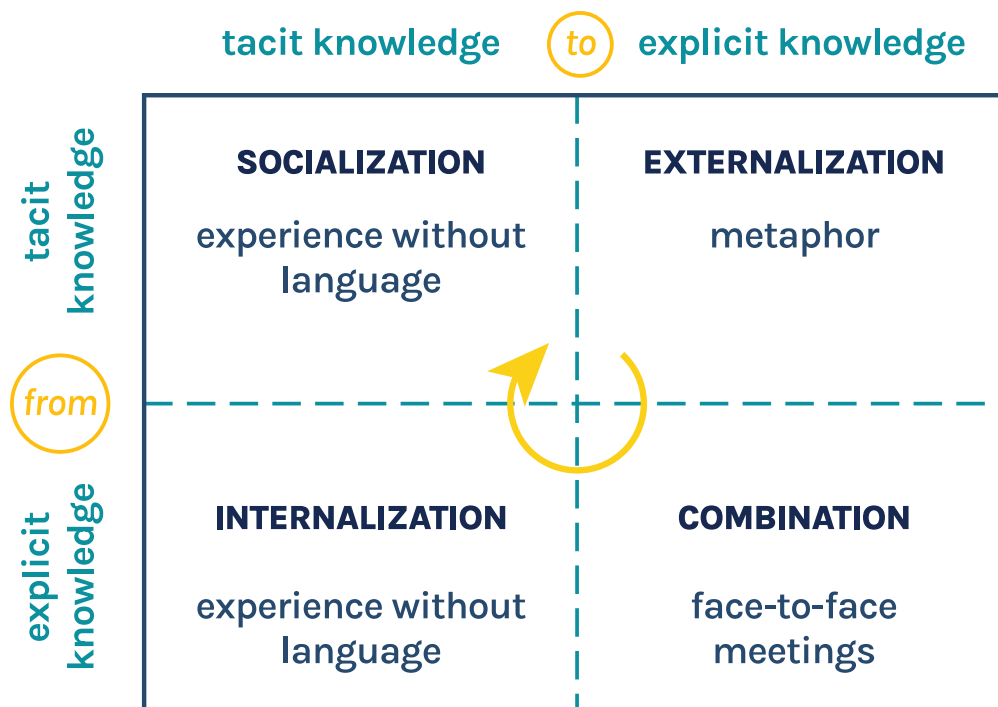 tacit knowledge to explicit knowledge
tacit
knowledge
SOCIALIZATION
experience without
language
EXTERNALIZATION
metaphor
from
explicit
knowledge
INTERNALIZATION
experience without
language
COMBINATION
face-to-face
meetings